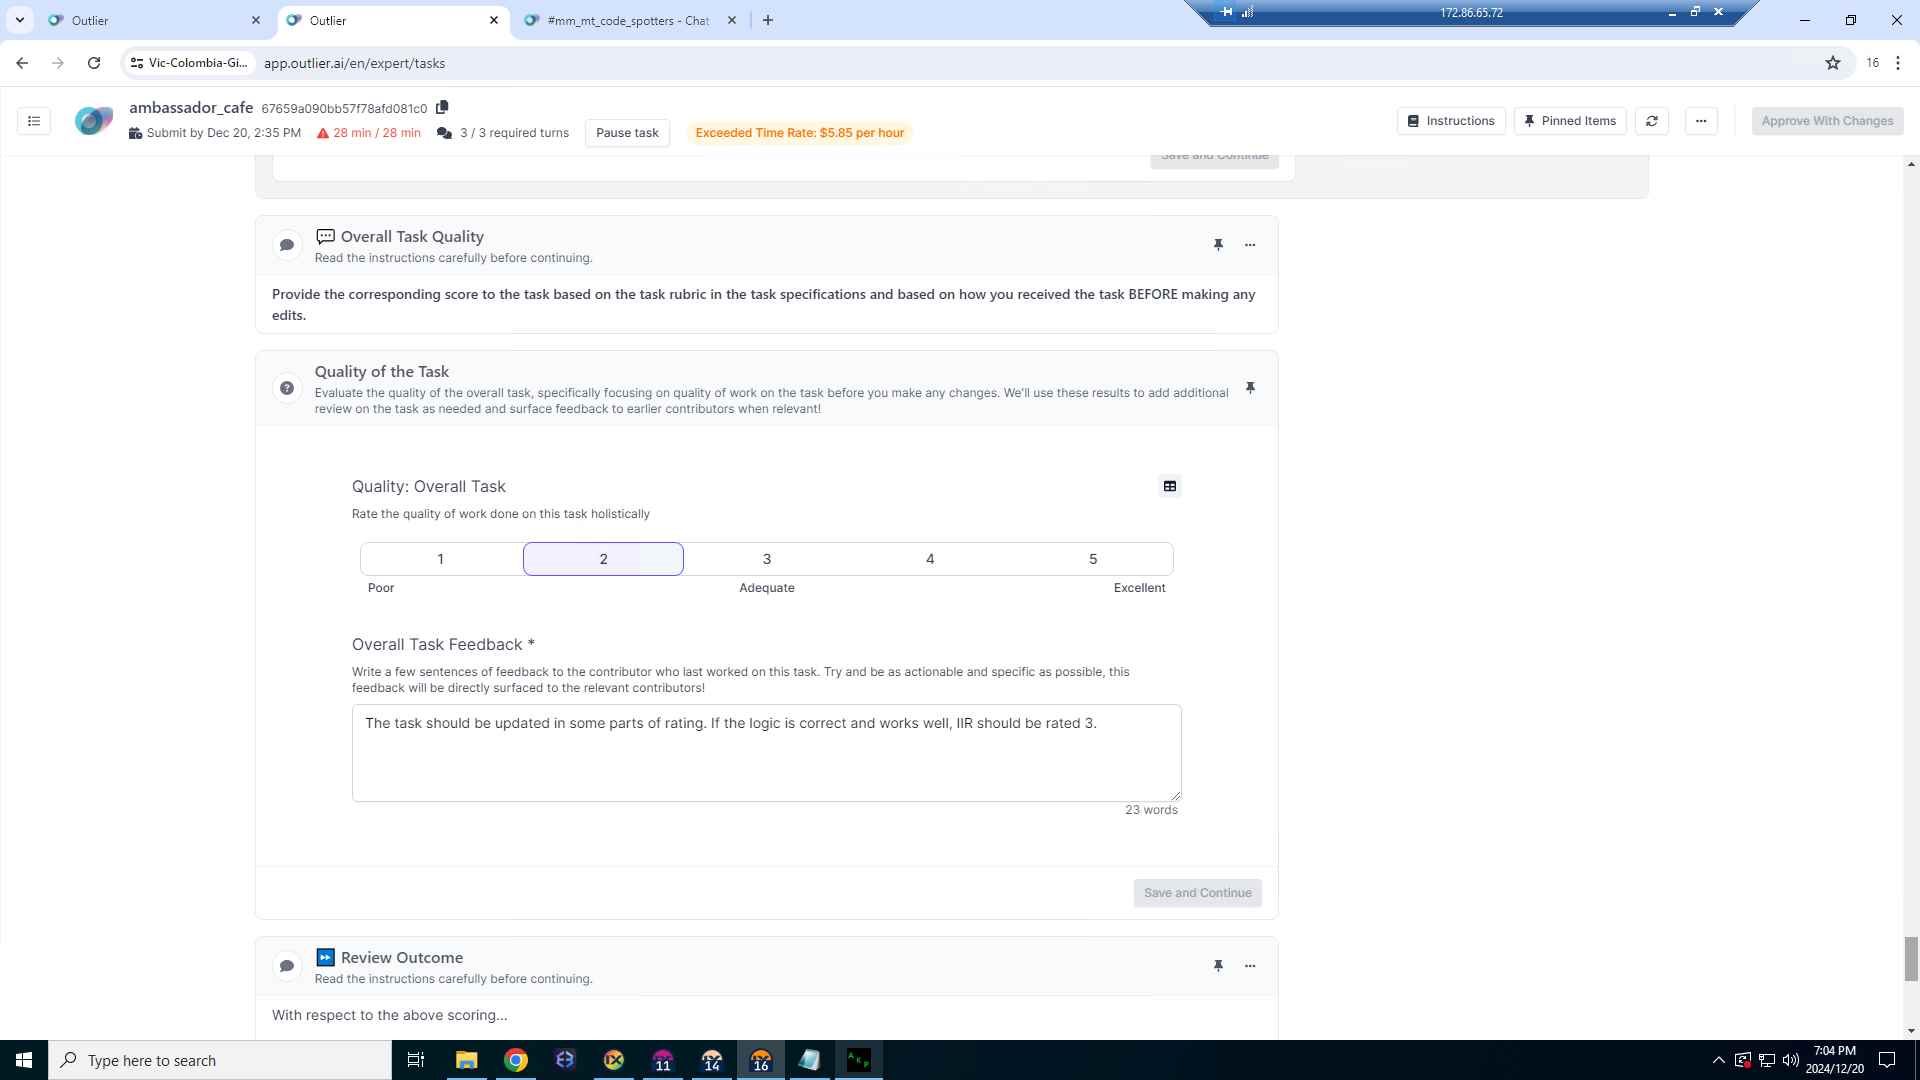 Outlier
Outlier
#mm_mt_code_spotters - Chat
172.86.65.72
Vic-Colombia-Gi...
app.outlier.ai/en/expert/tasks
16
ambassador_cafe 67659a090bb57f78afd081c0
Submit by Dec 20, 2:35 PM
28 min / 28 min
3 / 3 required turns
Pause task
Exceeded Time Rate: $5.85 per hour
Instructions
Pinned Items
Approve With Changes
Save and Continue
Overall Task Quality
Read the instructions carefully before continuing.
Provide the corresponding score to the task based on the task rubric in the task specifications and based on how you received the task BEFORE making any
edits.
Quality of the Task
Evaluate the quality of the overall task, specifically focusing on quality of work on the task before you make any changes. We'll use these results to add additional
review on the task as needed and surface feedback to earlier contributors when relevant!
Quality: Overall Task
Rate the quality of work done on this task holistically
1 2 3 4 5
Poor Adequate Excellent
Overall Task Feedback *
Write a few sentences of feedback to the contributor who last worked on this task. Try and be as actionable and specific as possible, this
feedback will be directly surfaced to the relevant contributors!
The task should be updated in some parts of rating. If the logic is correct and works well, IIR should be rated 3.
23 words
Save and Continue
Review Outcome
Read the instructions carefully before continuing.
With respect to the above scoring...
Type here to search
11
14
16
7:04 PM
2024/12/20